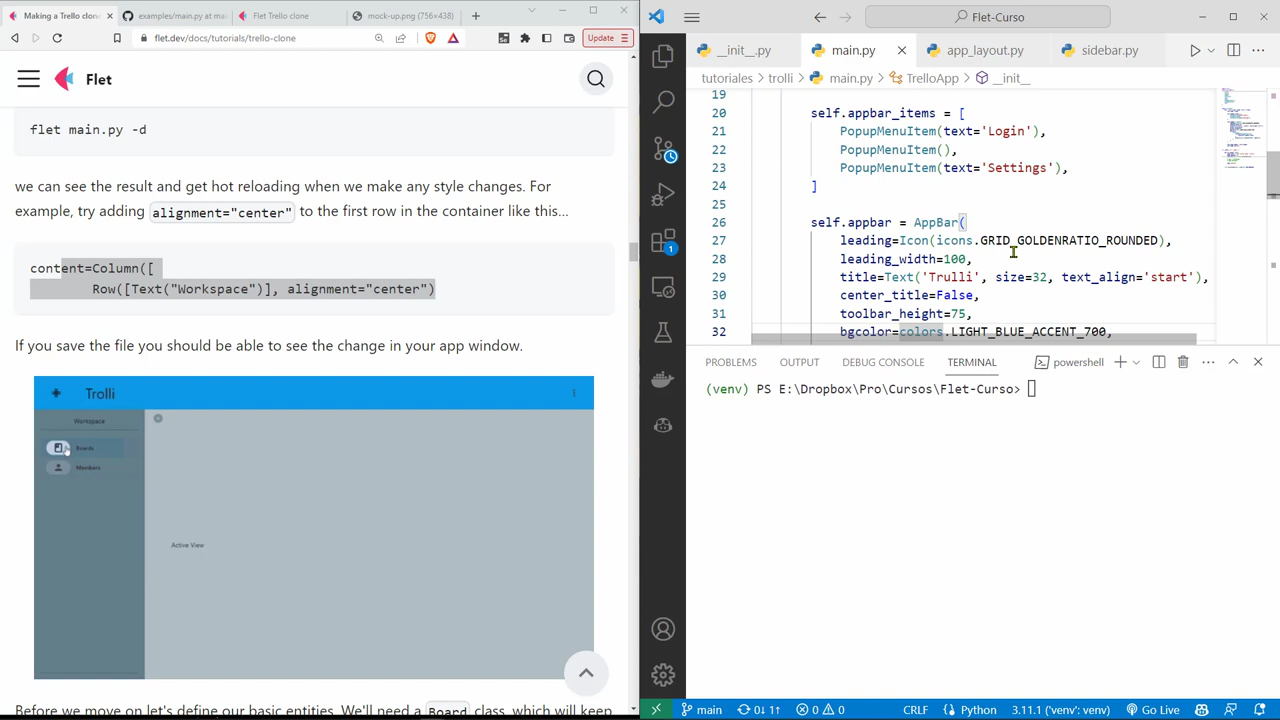 Making a Trello clone
examples/main.py at m
Flet Trello clone
mock-up.png (756×438)
flet.dev/docs/tutorials/trello-clone
Update
Flet
flet main.py -d
we can see the result and get hot reloading when we make any style changes. For
example, try adding alignment="center" to the first row in the container like this...
content=Column([
Row([Text("Workspace")], alignment="center")
If you save the file you should be able to see the change in your app window.
Trolli
Workspace
Boards
Members
Active View
Before we move on let's define our basic entities. We'll need a Board class, which will keep
Flet-Curso
__init__.py
main.py
app_layout.py
sidebar.py
tutoriales > trolli > main.py > TrelloApp > __init__
19
20 self.appbar_items = [
21 PopupMenuItem(text='Login'),
22 PopupMenuItem(),
23 PopupMenuItem(text='Settings'),
24 ]
25
26 self.appbar = AppBar(
27 leading=Icon(icons.GRID_GOLDENRATIO_ROUNDED),
28 leading_width=100,
29 title=Text('Trulli', size=32, text_align='start'),
30 center_title=False,
31 toolbar_height=75,
32 bgcolor=colors.LIGHT_BLUE_ACCENT_700,
PROBLEMS
OUTPUT
DEBUG CONSOLE
TERMINAL
powershell
(venv) PS E:\Dropbox\Pro\Cursos\Flet-Curso>
1
main
0↓ 1↑
0
0
CRLF
Python
3.11.1 ('venv': venv)
Go Live